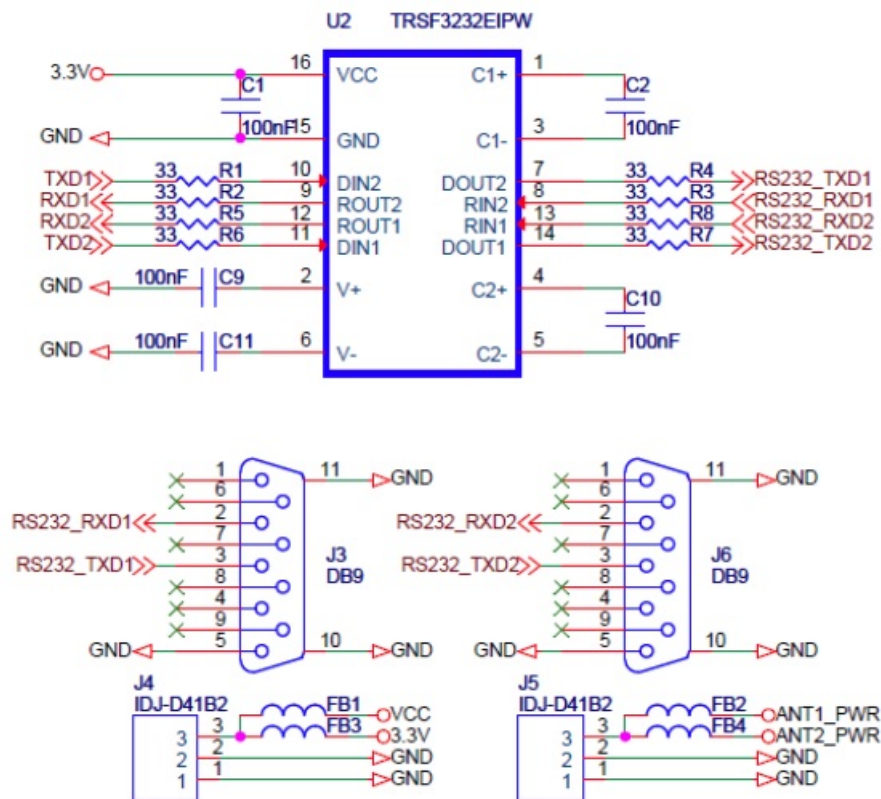 U2 TRSF3232EIPW
3.3V 16 VCC C1+ 1
C1 C2
100nF 100nF
GND 15 GND C1- 3
TXD1 33 R1 10 DIN2 DOUT2 7 33 R4 RS232_TXD1
RXD1 33 R2 9 ROUT2 RIN2 8 33 R3 RS232_RXD1
RXD2 33 R5 12 ROUT1 RIN1 13 33 R8 RS232_RXD2
TXD2 33 R6 11 DIN1 DOUT1 14 33 R7 RS232_TXD2
GND 100nF C9 2 V+ C2+ 4
C10
100nF
GND 100nF C11 6 V- C2- 5
1 11 GND 1 11 GND
6 6
RS232_RXD1 2 RS232_RXD2 2
7 J3 7 J6
RS232_TXD1 3 DB9 RS232_TXD2 3 DB9
8 8
4 4
9 9
GND 5 10 GND GND 5 10 GND
J4 J5
IDJ-D41B2 FB1 VCC IDJ-D41B2 FB2 ANT1_PWR
3 3 FB3 3.3V 3 3 FB4 ANT2_PWR
2 2 GND 2 2 GND
1 1 GND 1 1 GND